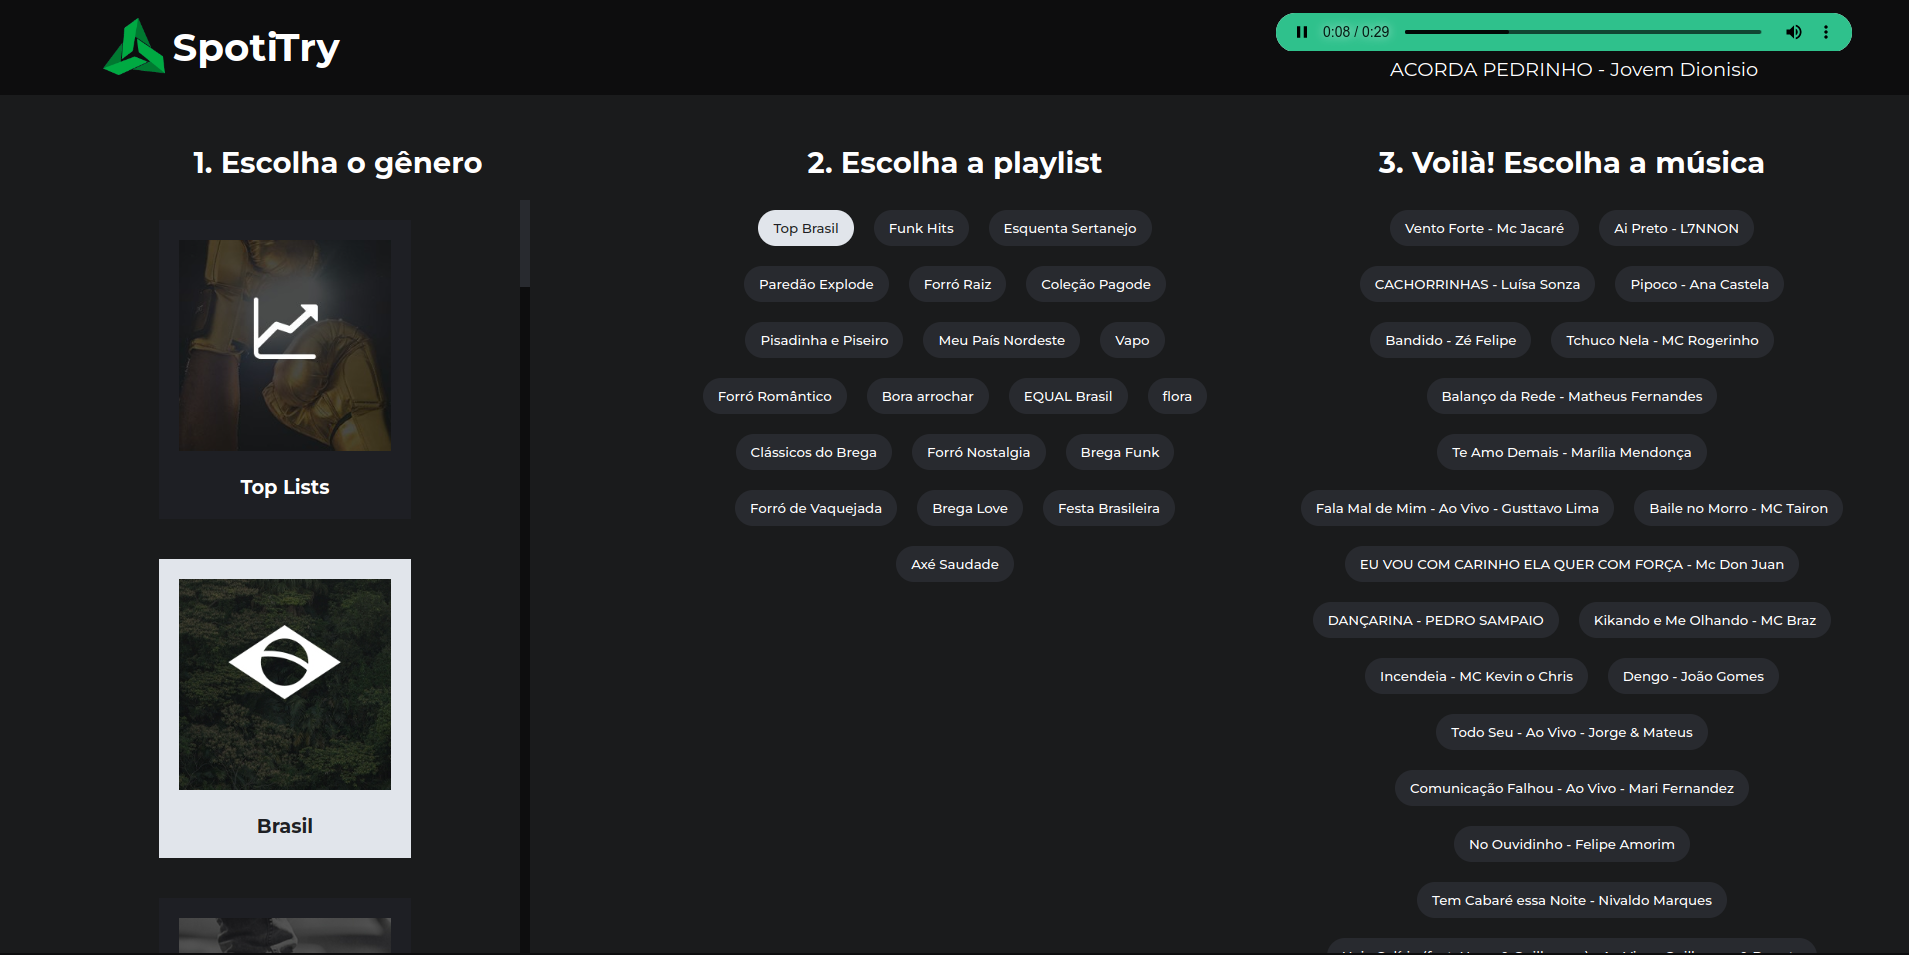 SpotiTry
0:08 / 0:29
ACORDA PEDRINHO - Jovem Dionisio
1. Escolha o gênero
Top Lists
Brasil
2. Escolha a playlist
Top Brasil
Funk Hits
Esquenta Sertanejo
Paredão Explode
Forró Raiz
Coleção Pagode
Pisadinha e Piseiro
Meu País Nordeste
Vapo
Forró Romântico
Bora arrochar
EQUAL Brasil
flora
Clássicos do Brega
Forró Nostalgia
Brega Funk
Forró de Vaquejada
Brega Love
Festa Brasileira
Axé Saudade
3. Voilà! Escolha a música
Vento Forte - Mc Jacaré
Ai Preto - L7NNON
CACHORRINHAS - Luísa Sonza
Pipoco - Ana Castela
Bandido - Zé Felipe
Tchuco Nela - MC Rogerinho
Balanço da Rede - Matheus Fernandes
Te Amo Demais - Marília Mendonça
Fala Mal de Mim - Ao Vivo - Gusttavo Lima
Baile no Morro - MC Tairon
EU VOU COM CARINHO ELA QUER COM FORÇA - Mc Don Juan
DANÇARINA - PEDRO SAMPAIO
Kikando e Me Olhando - MC Braz
Incendeia - MC Kevin o Chris
Dengo - João Gomes
Todo Seu - Ao Vivo - Jorge & Mateus
Comunicação Falhou - Ao Vivo - Mari Fernandez
No Ouvidinho - Felipe Amorim
Tem Cabaré essa Noite - Nivaldo Marques